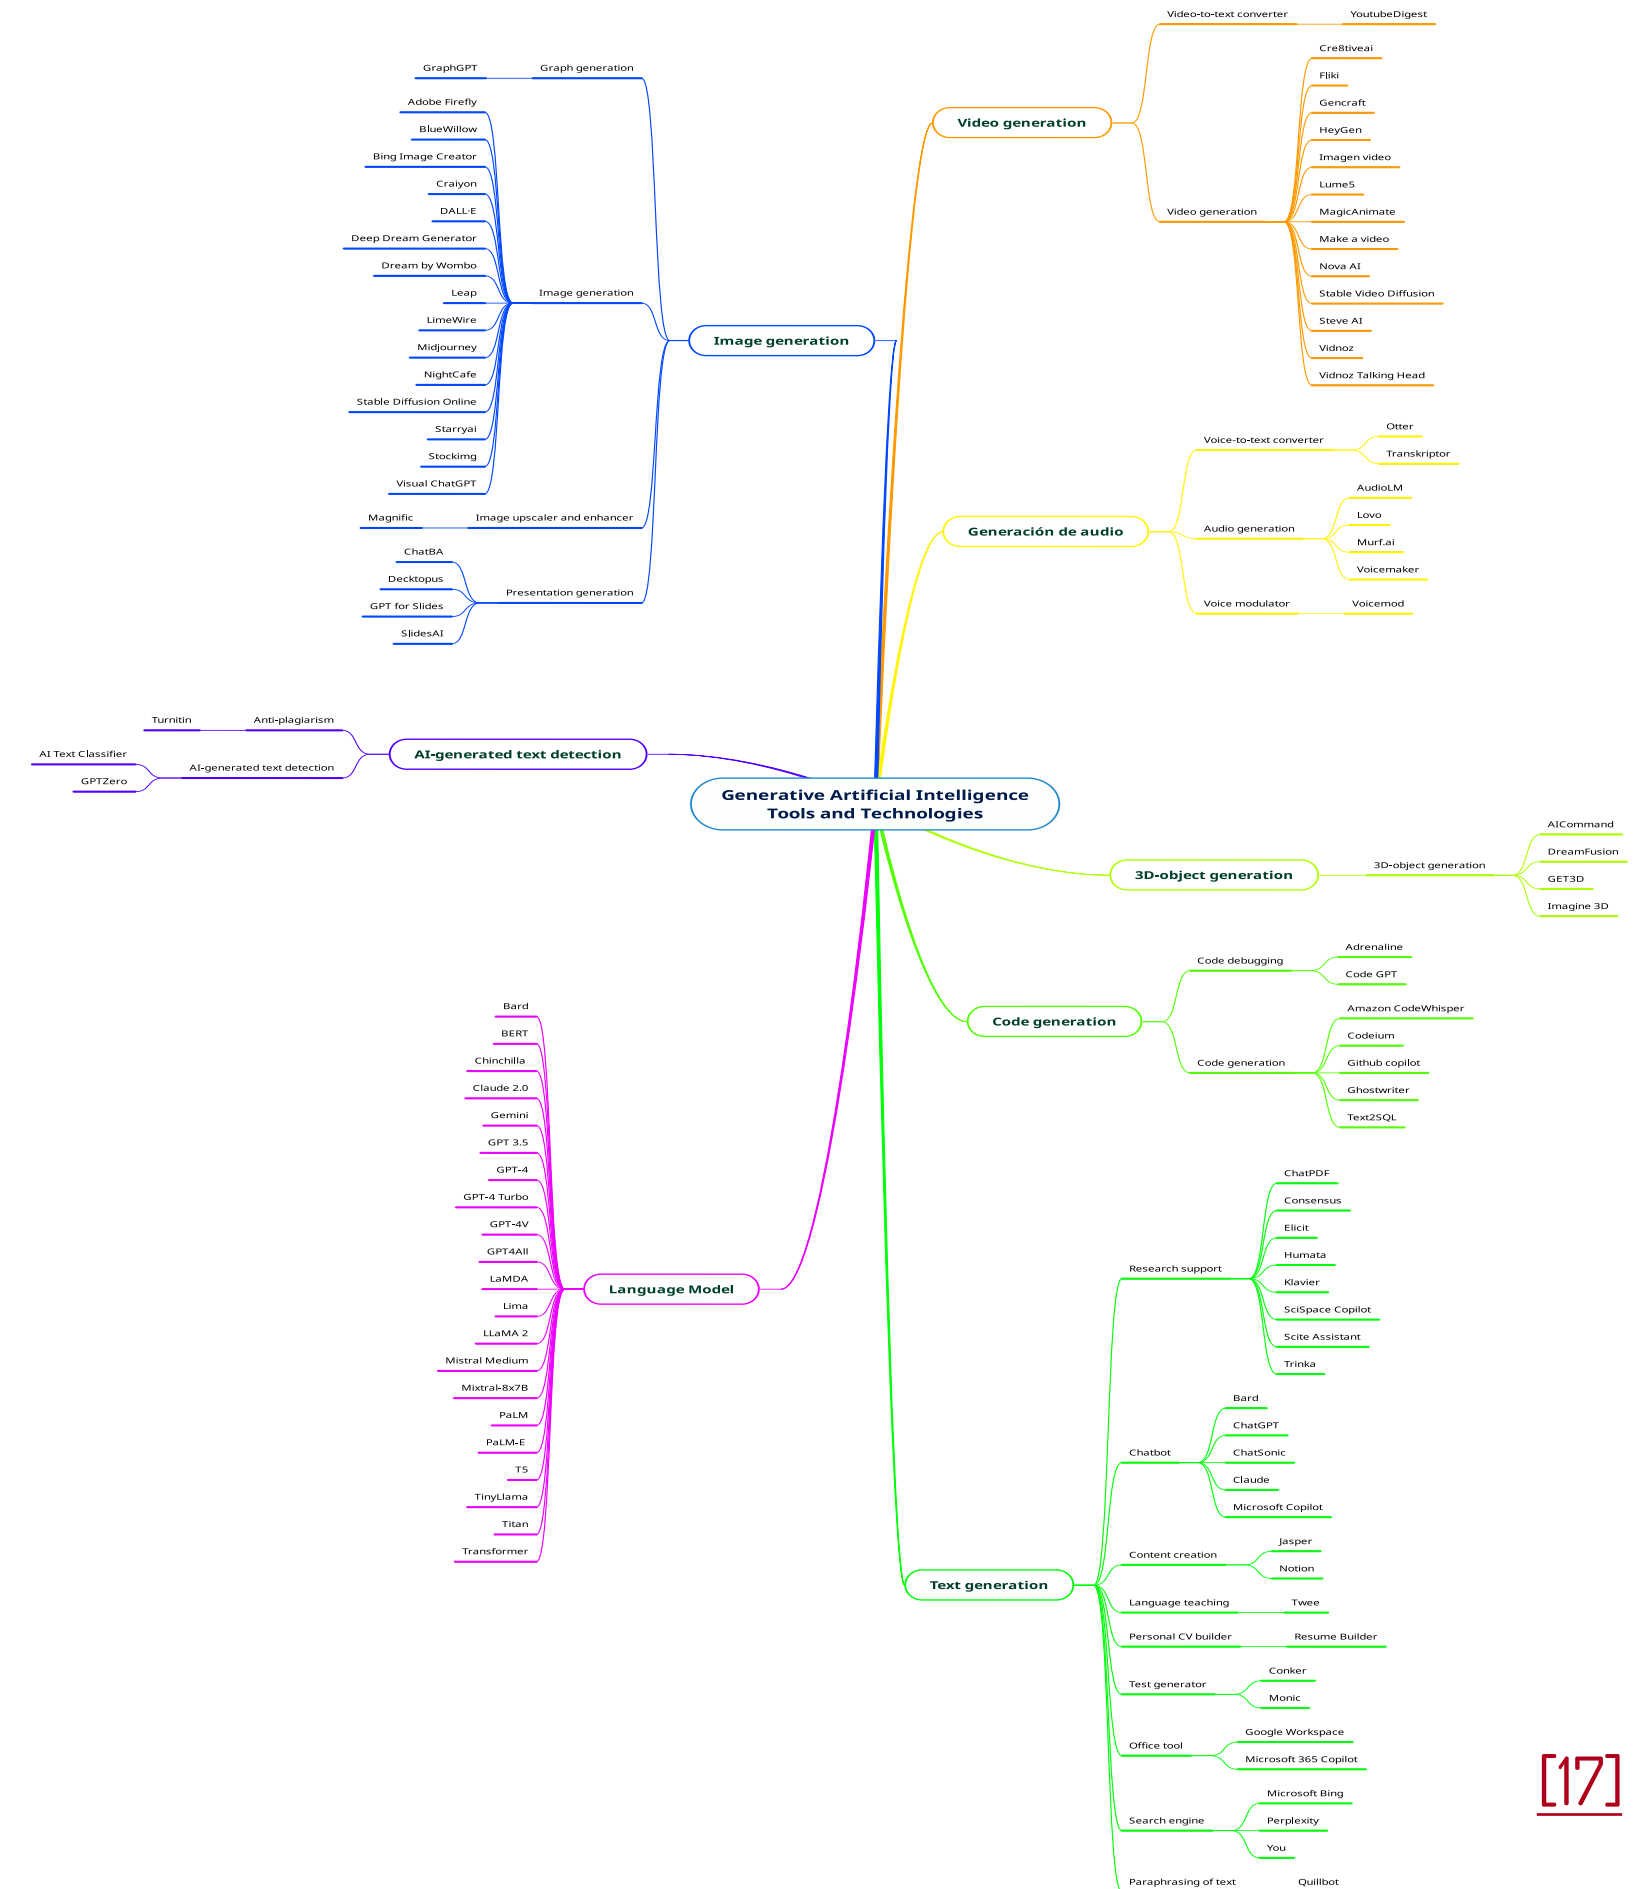 Generative Artificial Intelligence
Tools and Technologies
Video generation
Video-to-text converter
YoutubeDigest
Video generation
Cre8tiveai
Fliki
Gencraft
HeyGen
Imagen video
Lume5
MagicAnimate
Make a video
Nova AI
Stable Video Diffusion
Steve AI
Vidnoz
Vidnoz Talking Head
Generación de audio
Voice-to-text converter
Otter
Transkriptor
Audio generation
AudioLM
Lovo
Murf.ai
Voicemaker
Voice modulator
Voicemod
3D-object generation
3D-object generation
AICommand
DreamFusion
GET3D
Imagine 3D
Code generation
Code debugging
Adrenaline
Code GPT
Code generation
Amazon CodeWhisper
Codeium
Github copilot
Ghostwriter
Text2SQL
Text generation
Research support
ChatPDF
Consensus
Elicit
Humata
Klavier
SciSpace Copilot
Scite Assistant
Trinka
Chatbot
Bard
ChatGPT
ChatSonic
Claude
Microsoft Copilot
Content creation
Jasper
Notion
Language teaching
Twee
Personal CV builder
Resume Builder
Test generator
Conker
Monic
Office tool
Google Workspace
Microsoft 365 Copilot
Search engine
Microsoft Bing
Perplexity
You
Paraphrasing of text
Quillbot
Image generation
Graph generation
GraphGPT
Image generation
Adobe Firefly
BlueWillow
Bing Image Creator
Craiyon
DALL·E
Deep Dream Generator
Dream by Wombo
Leap
LimeWire
Midjourney
NightCafe
Stable Diffusion Online
Starryai
Stockimg
Visual ChatGPT
Image upscaler and enhancer
Magnific
Presentation generation
ChatBA
Decktopus
GPT for Slides
SlidesAI
AI-generated text detection
Anti-plagiarism
Turnitin
AI-generated text detection
AI Text Classifier
GPTZero
Language Model
Bard
BERT
Chinchilla
Claude 2.0
Gemini
GPT 3.5
GPT-4
GPT-4 Turbo
GPT-4V
GPT4All
LaMDA
Lima
LLaMA 2
Mistral Medium
Mixtral-8x7B
PaLM
PaLM-E
T5
TinyLlama
Titan
Transformer
[17]